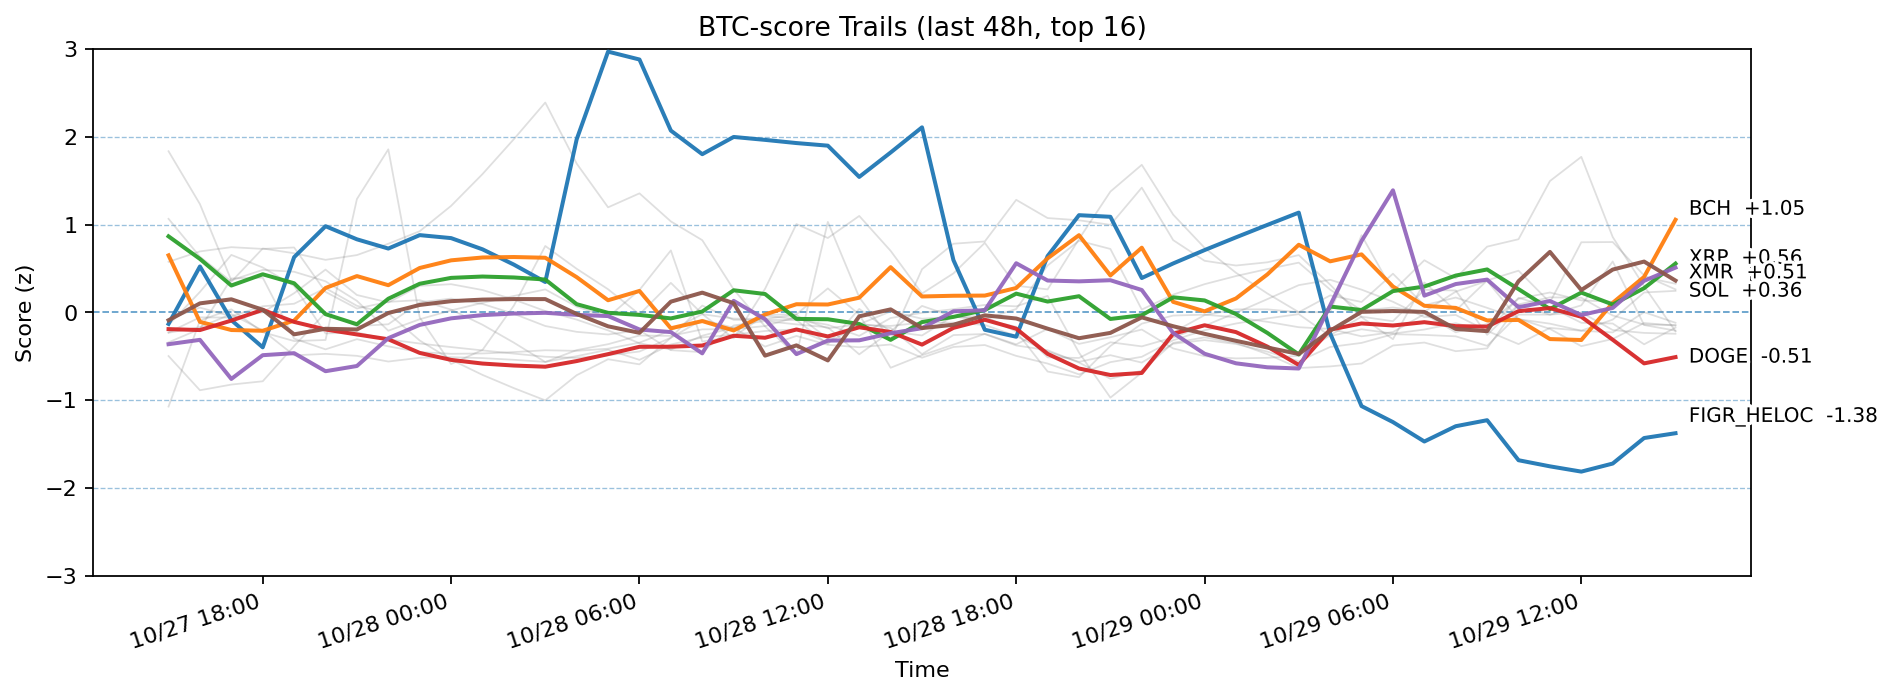 BTC-score Trails (last 48h, top 16)
Score (z)
3
2
1
0
−1
−2
−3
BCH +1.05
XRP +0.56
XMR +0.51
SOL +0.36
DOGE -0.51
FIGR_HELOC -1.38
10/27 18:00
10/28 00:00
10/28 06:00
10/28 12:00
10/28 18:00
10/29 00:00
10/29 06:00
10/29 12:00
Time